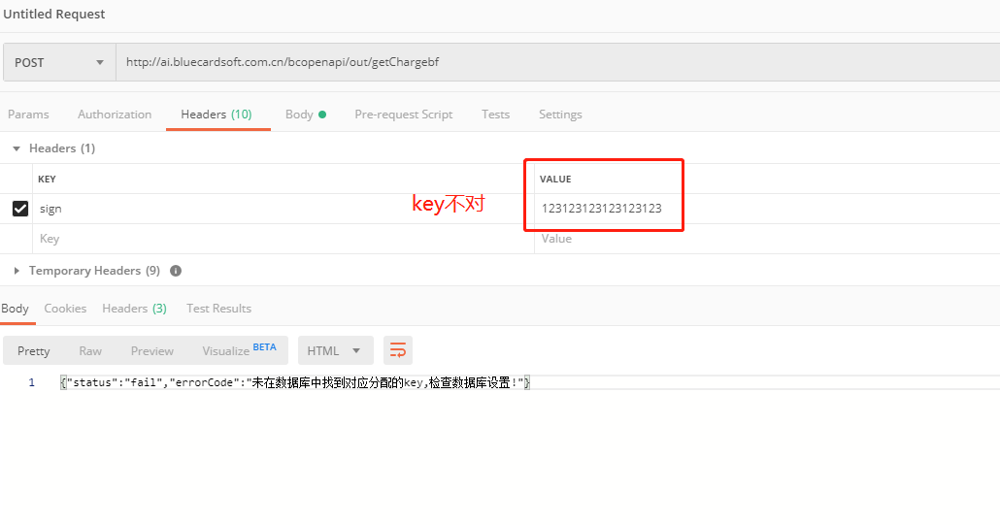 Untitled Request
POST
http://ai.bluecardsoft.com.cn/bcopenapi/out/getChargebf
Params Authorization Headers (10) Body Pre-request Script Tests Settings
Headers (1)
KEY VALUE
sign 123123123123123123
key不对
Key Value
Temporary Headers (9)
Body Cookies Headers (3) Test Results
Pretty Raw Preview Visualize BETA HTML
1 {"status":"fail","errorCode":"未在数据库中找到对应分配的key,检查数据库设置!"}